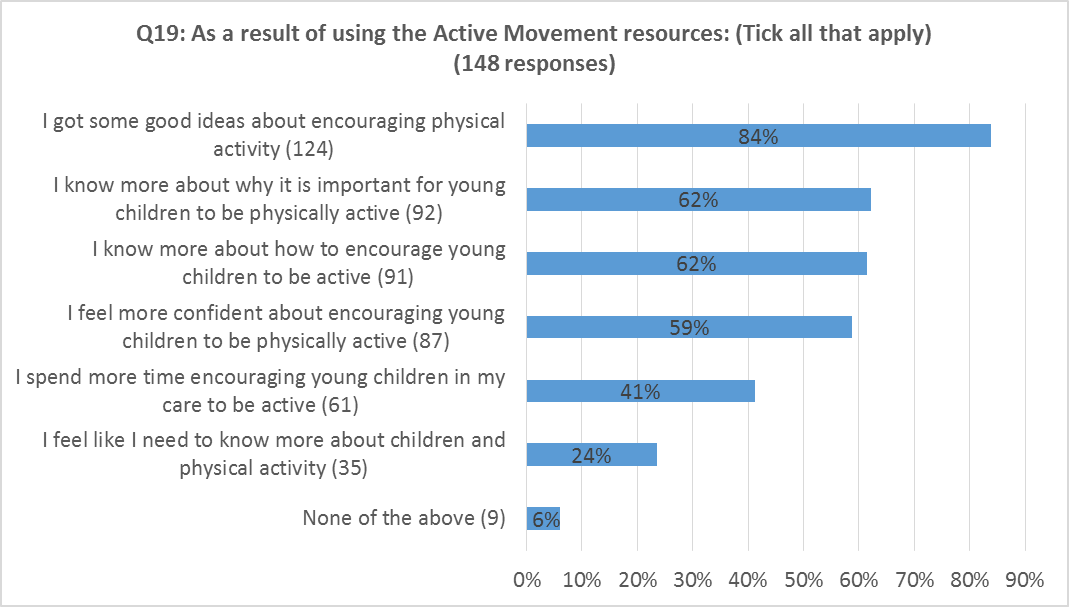 Q19: As a result of using the Active Movement resources: (Tick all that apply)
(148 responses)
I got some good ideas about encouraging physical
activity (124)
84%
I know more about why it is important for young
children to be physically active (92)
62%
I know more about how to encourage young
children to be active (91)
62%
I feel more confident about encouraging young
children to be physically active (87)
59%
I spend more time encouraging young children in my
care to be active (61)
41%
I feel like I need to know more about children and
physical activity (35)
24%
None of the above (9)
6%
0% 10% 20% 30% 40% 50% 60% 70% 80% 90%